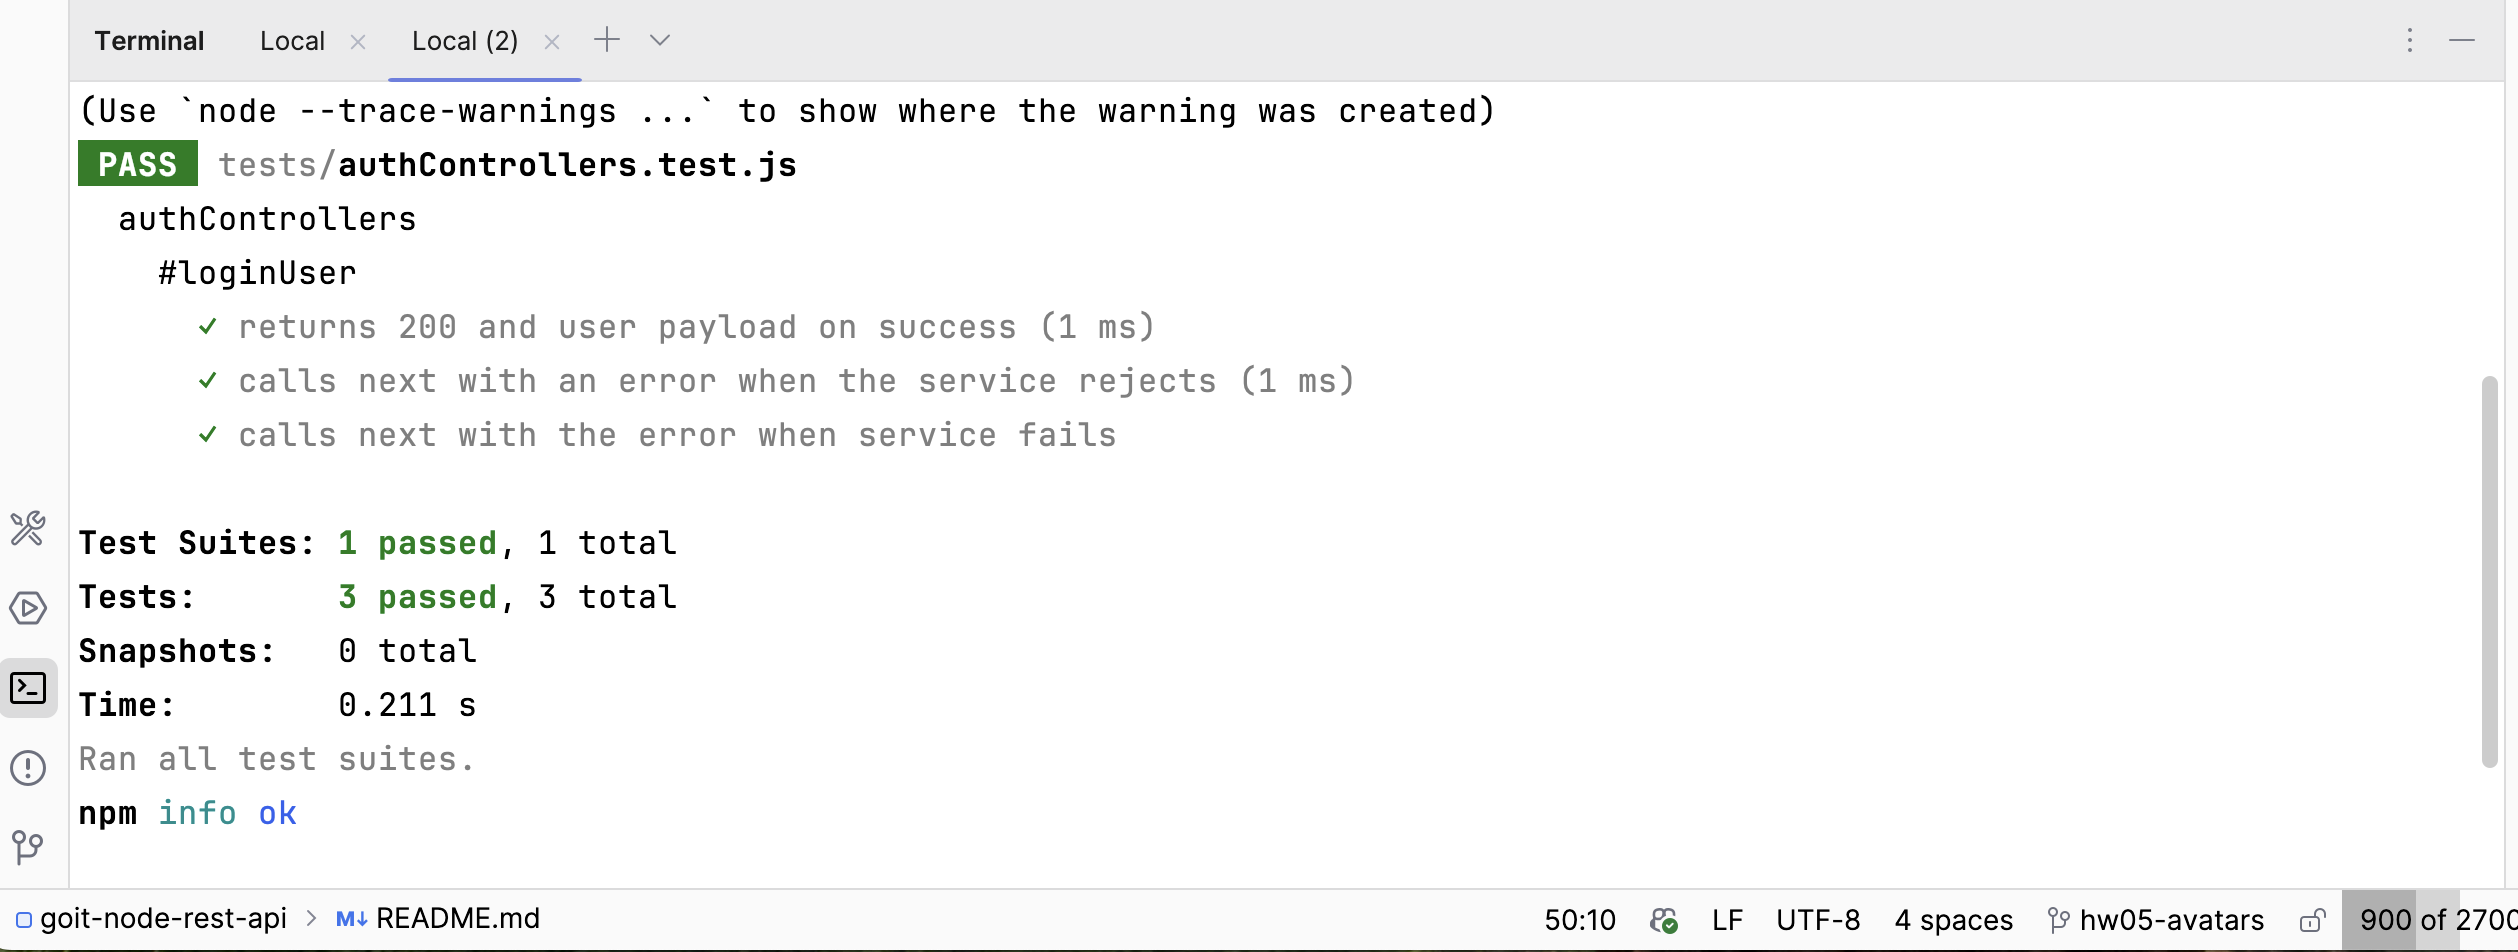 Terminal Local Local (2)
(Use `node --trace-warnings ...` to show where the warning was created)
PASS tests/authControllers.test.js
authControllers
#loginUser
✓ returns 200 and user payload on success (1 ms)
✓ calls next with an error when the service rejects (1 ms)
✓ calls next with the error when service fails
Test Suites: 1 passed, 1 total
Tests: 3 passed, 3 total
Snapshots: 0 total
Time: 0.211 s
Ran all test suites.
npm info ok
goit-node-rest-api > M↓ README.md 50:10 LF UTF-8 4 spaces hw05-avatars 900 of 2700